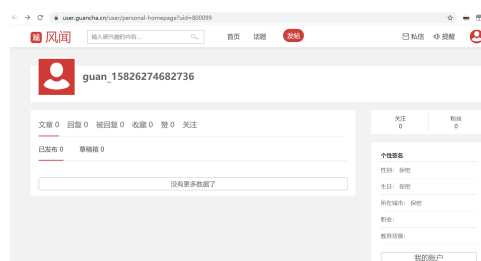 user.guancha.cn/user/personal-homepage?uid=800099
观 风闻 输入感兴趣的内容... 首页 话题 发帖 私信 提醒
guan_15826274682736
文章 0 回复 0 被回复 0 收藏 0 赞 0 关注
已发布 0 草稿箱 0
没有更多数据了
关注 粉丝
0 0
个性签名
性别: 保密
生日: 保密
所在城市: 保密
职业:
教育背景:
我的账户